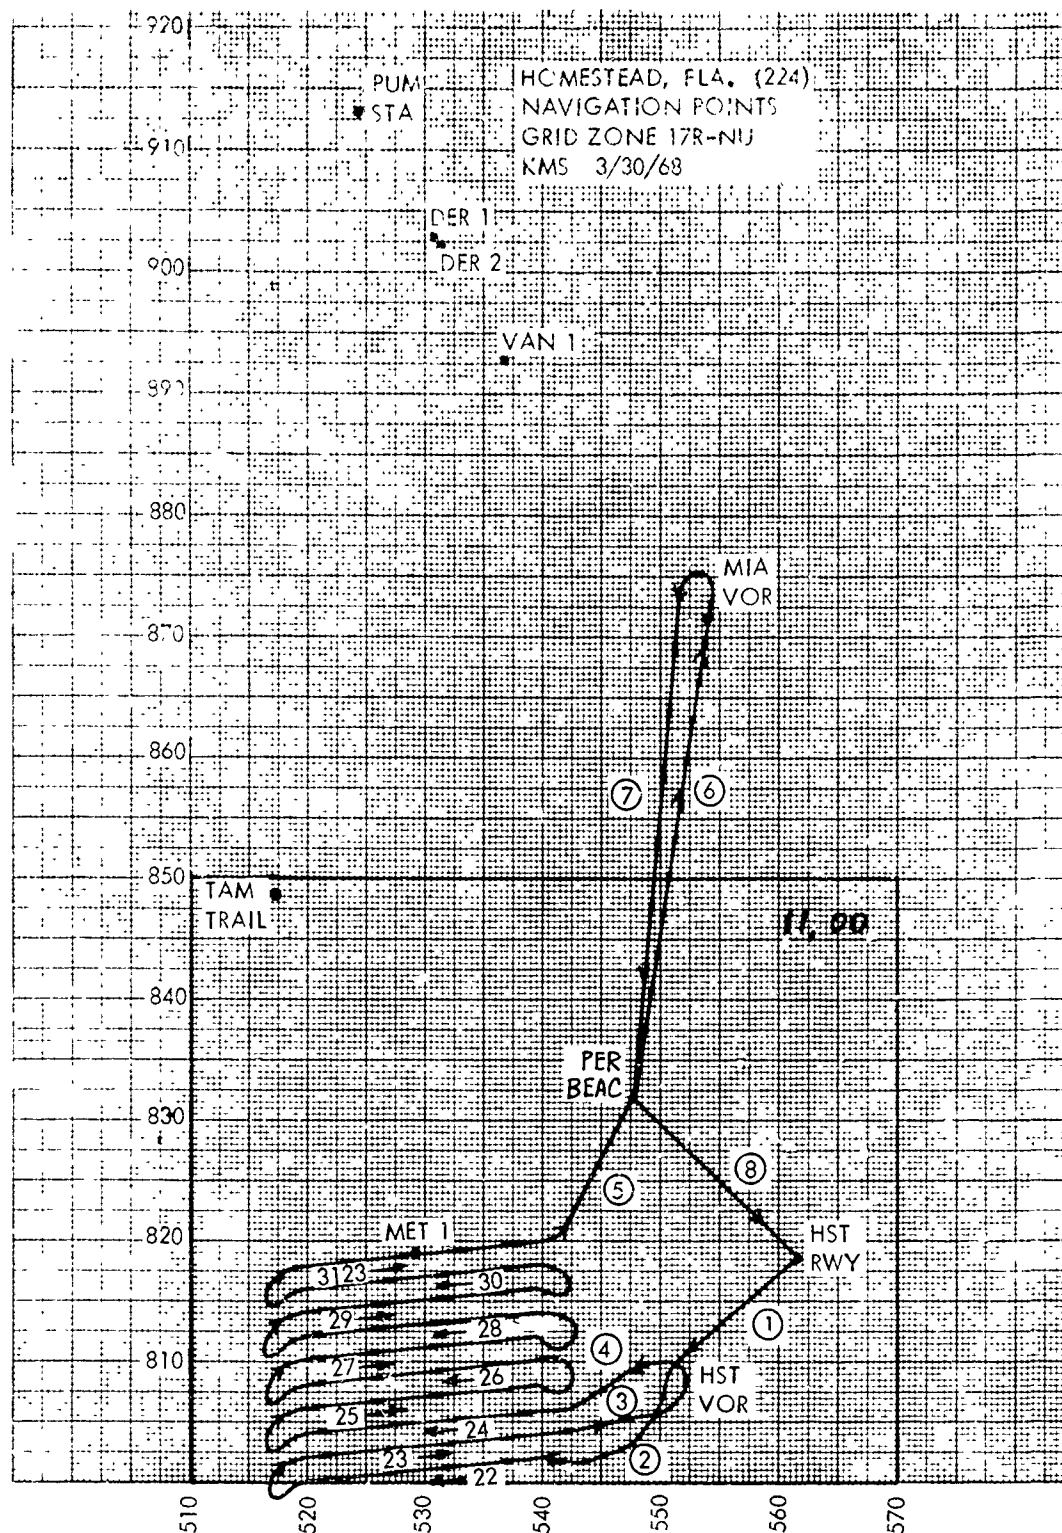 920
PUM
STA
HOMESTEAD, FLA. (224)
NAVIGATION POINTS
GRID ZONE 17R-NU
KMS 3/30/68
910
DER 1
900
DER 2
VAN 1
890
880
MIA
VOR
870
860
7
6
850
TAM
TRAIL
11,00
840
PER
BEAC
830
8
5
820
MET 1
HST
RWY
3123
30
29
1
28
4
27
810
26
HST
VOR
3
25
24
23
2
22
510
520
530
540
550
560
570